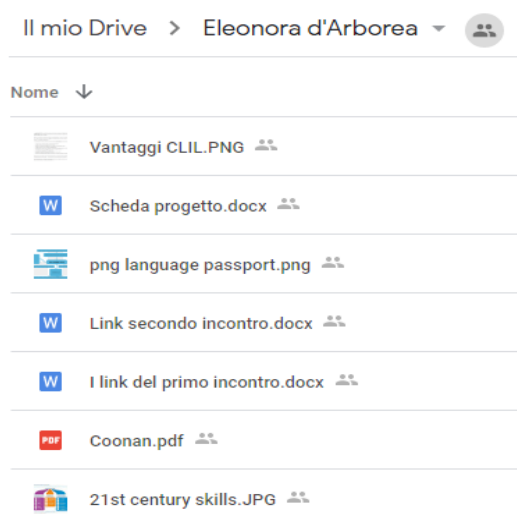 Il mio Drive > Eleonora d'Arborea
Nome
Vantaggi CLIL.PNG
W Scheda progetto.docx
png language passport.png
W Link secondo incontro.docx
W I link del primo incontro.docx
PDF Coonan.pdf
21st century skills.JPG